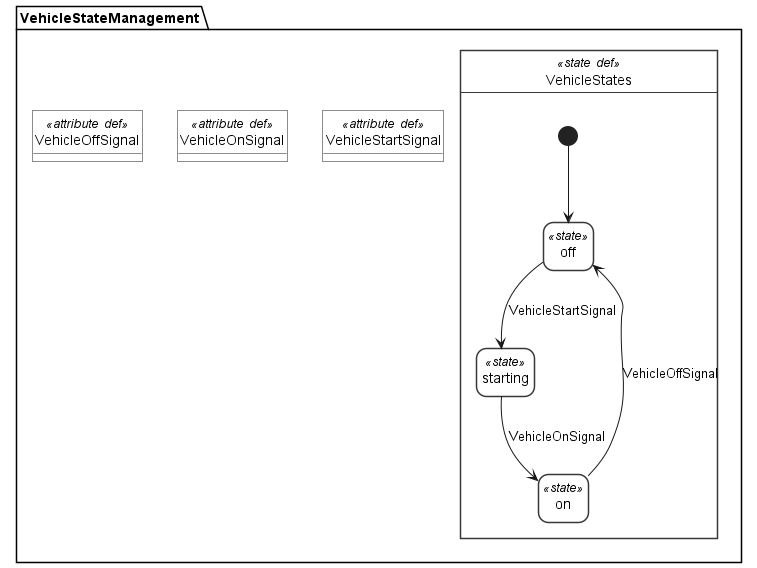 VehicleStateManagement
«state def»
VehicleStates
«attribute def»
VehicleOffSignal
«attribute def»
VehicleOnSignal
«attribute def»
VehicleStartSignal
«state»
off
VehicleStartSignal
«state»
starting
VehicleOffSignal
VehicleOnSignal
«state»
on